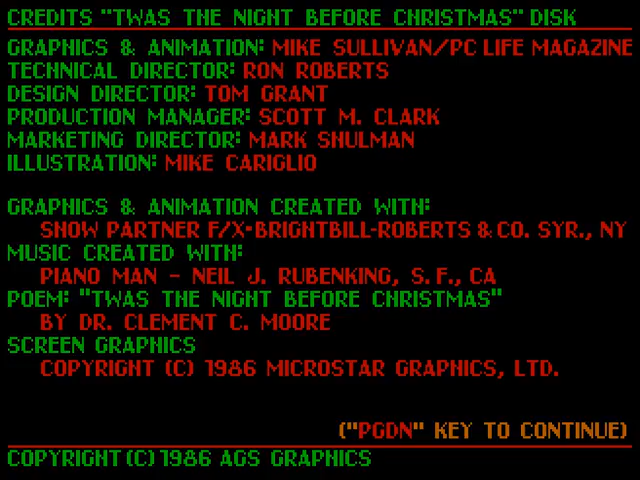 CREDITS "TWAS THE NIGHT BEFORE CHRISTMAS" DISK
GRAPHICS & ANIMATION: MIKE SULLIVAN/PC LIFE MAGAZINE
TECHNICAL DIRECTOR: RON ROBERTS
DESIGN DIRECTOR: TOM GRANT
PRODUCTION MANAGER: SCOTT M. CLARK
MARKETING DIRECTOR: MARK SHULMAN
ILLUSTRATION: MIKE CARIGLIO
GRAPHICS & ANIMATION CREATED WITH:
SHOW PARTNER F/X-BRIGHTBILL-ROBERTS & CO. SYR., NY
MUSIC CREATED WITH:
PIANO MAN - NEIL J. RUBENKING, S.F., CA
POEM: "TWAS THE NIGHT BEFORE CHRISTMAS"
BY DR. CLEMENT C. MOORE
SCREEN GRAPHICS
COPYRIGHT (C) 1986 MICROSTAR GRAPHICS, LTD.
("PGDN" KEY TO CONTINUE)
COPYRIGHT (C) 1986 AGS GRAPHICS